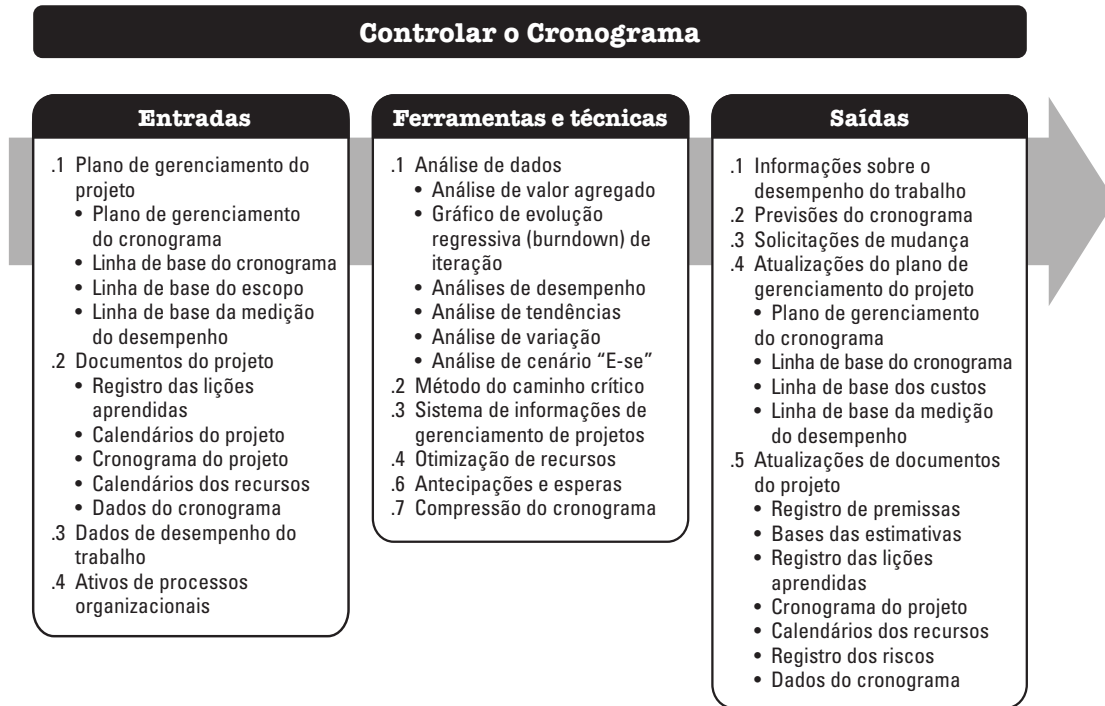 Controlar o Cronograma
Entradas
.1 Plano de gerenciamento do
projeto
• Plano de gerenciamento
do cronograma
• Linha de base do cronograma
• Linha de base do escopo
• Linha de base da medição
do desempenho
.2 Documentos do projeto
• Registro das lições
aprendidas
• Calendários do projeto
• Cronograma do projeto
• Calendários dos recursos
• Dados do cronograma
.3 Dados de desempenho do
trabalho
.4 Ativos de processos
organizacionais
Ferramentas e técnicas
.1 Análise de dados
• Análise de valor agregado
• Gráfico de evolução
regressiva (burndown) de
iteração
• Análises de desempenho
• Análise de tendências
• Análise de variação
• Análise de cenário “E-se”
.2 Método do caminho crítico
.3 Sistema de informações de
gerenciamento de projetos
.4 Otimização de recursos
.6 Antecipações e esperas
.7 Compressão do cronograma
Saídas
.1 Informações sobre o
desempenho do trabalho
.2 Previsões do cronograma
.3 Solicitações de mudança
.4 Atualizações do plano de
gerenciamento do projeto
• Plano de gerenciamento
do cronograma
• Linha de base do cronograma
• Linha de base dos custos
• Linha de base da medição
do desempenho
.5 Atualizações de documentos
do projeto
• Registro de premissas
• Bases das estimativas
• Registro das lições
aprendidas
• Cronograma do projeto
• Calendários dos recursos
• Registro dos riscos
• Dados do cronograma